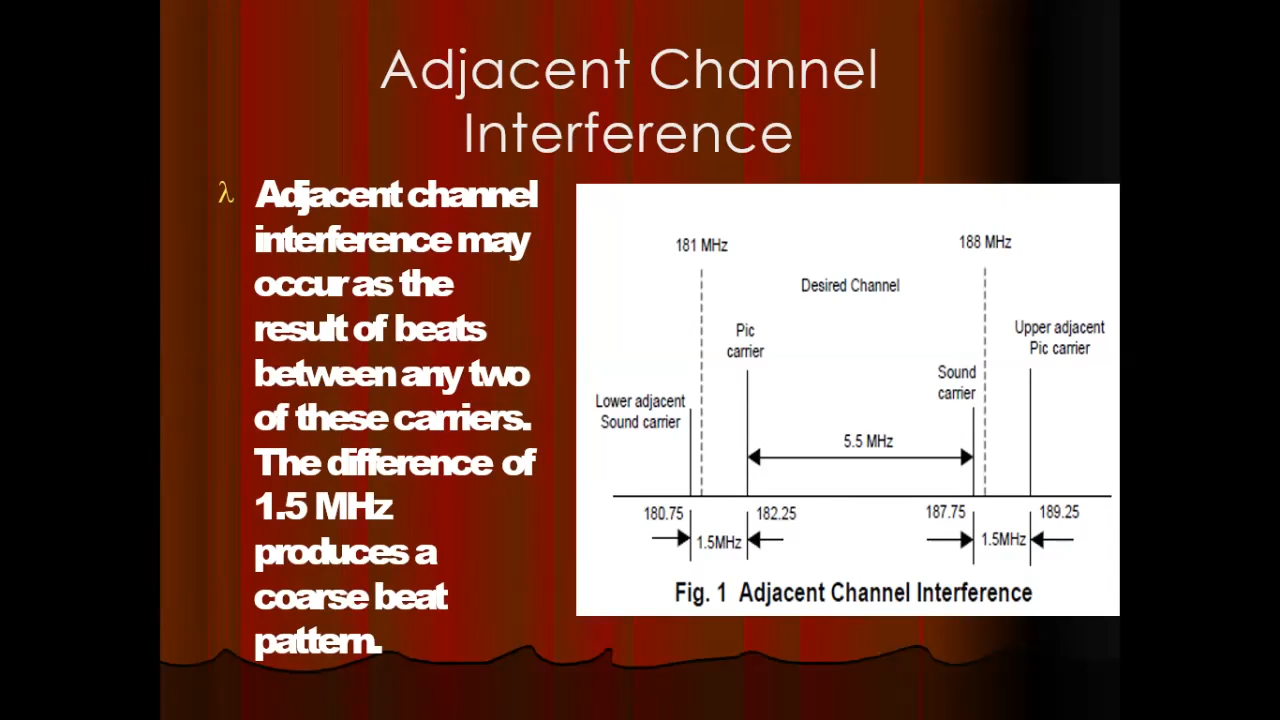 Adjacent Channel
Interference
λ Adjacent channel
interference may
occur as the
result of beats
between any two
of these carriers.
The difference of
1.5 MHz
produces a
coarse beat
pattern.
181 MHz
188 MHz
Desired Channel
Pic
carrier
Upper adjacent
Pic carrier
Sound
carrier
Lower adjacent
Sound carrier
5.5 MHz
180.75
182.25
187.75
189.25
1.5MHz
1.5MHz
Fig. 1 Adjacent Channel Interference